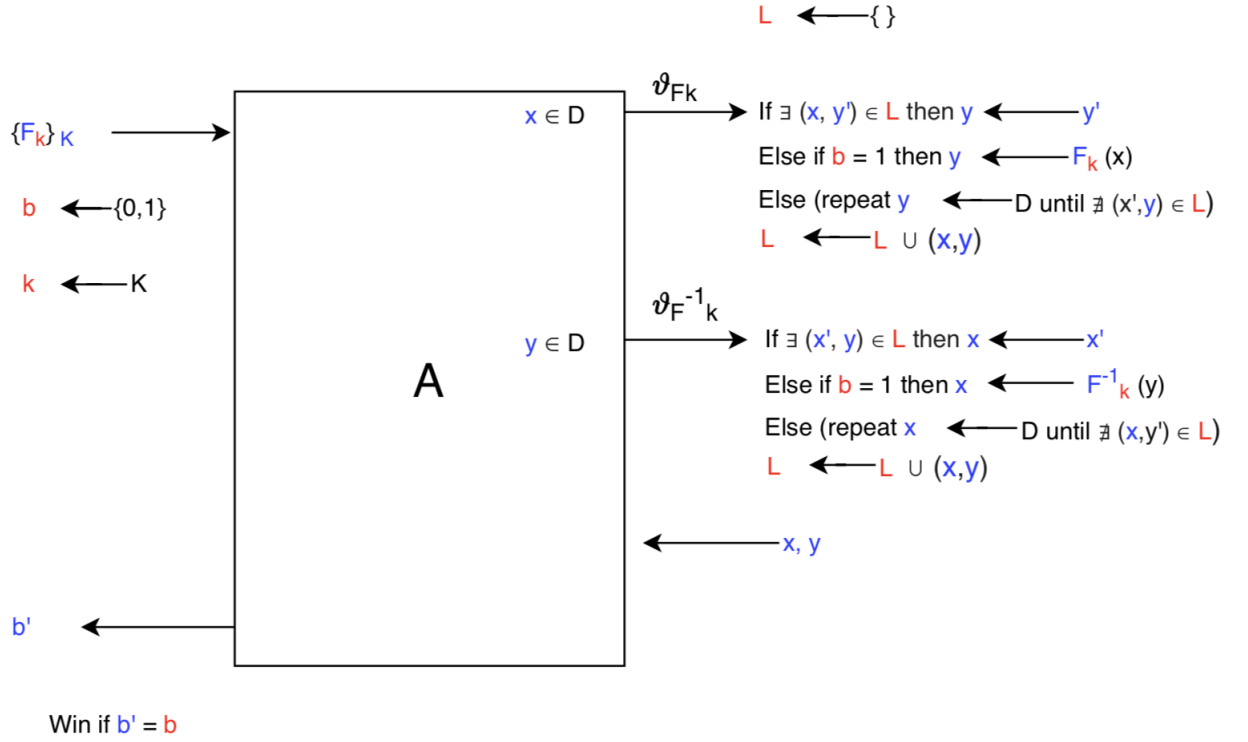 L ← { }
ϑFk
x ∈ D
If ∃ (x, y') ∈ L then y ← y'
{Fk} K
Else if b = 1 then y ← Fk (x)
b ← {0,1}
Else (repeat y ← D until ∄ (x',y) ∈ L)
L ← L ∪ (x,y)
k ← K
ϑF⁻¹k
y ∈ D
If ∃ (x', y) ∈ L then x ← x'
A
Else if b = 1 then x ← F⁻¹k (y)
Else (repeat x ← D until ∄ (x,y') ∈ L)
L ← L ∪ (x,y)
x, y
b'
Win if b' = b